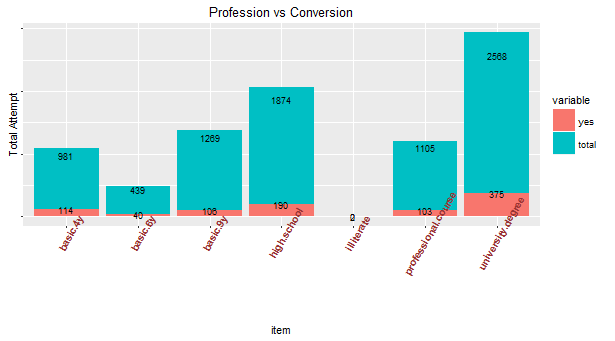 Profession vs Conversion
Total Attempt
981
114
439
40
1269
106
1874
190
1105
103
2568
375
basic.4y
basic.6y
basic.9y
high.school
illiterate
professional.course
university.degree
item
variable
yes
total